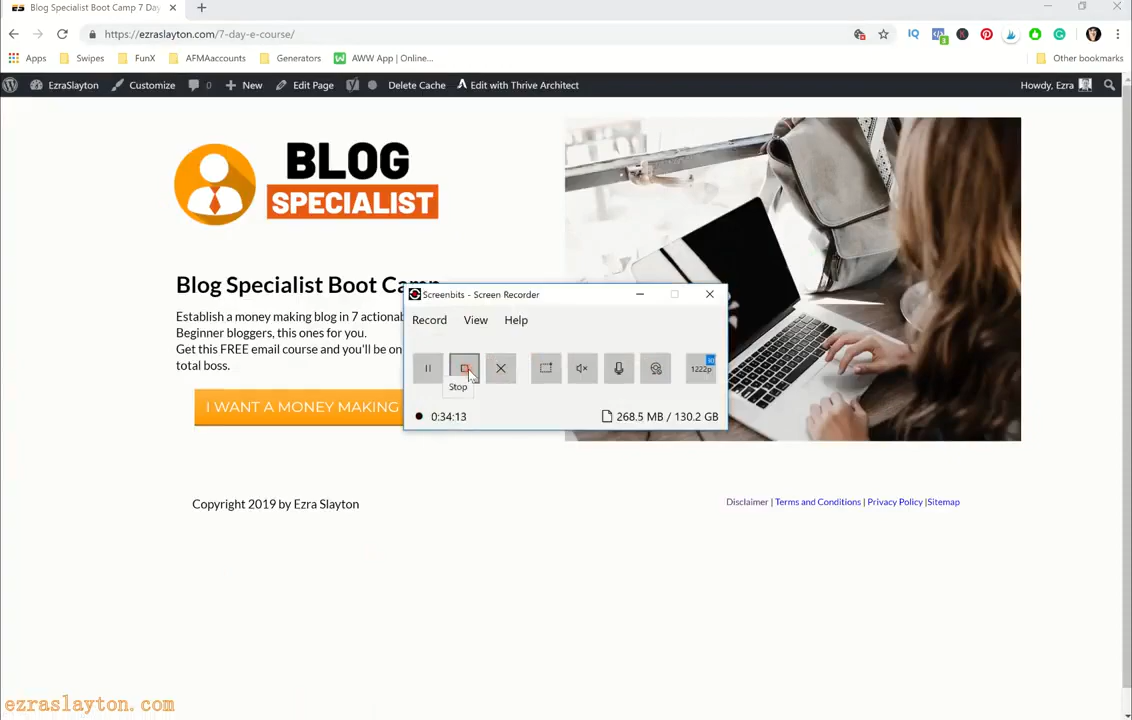 Blog Specialist Boot Camp 7 Day
https://ezraslayton.com/7-day-e-course/
IQ
3
Apps
Swipes
FunX
AFMAaccounts
Generators
AWW App | Online...
Other bookmarks
EzraSlayton
Customize
0
New
Edit Page
Delete Cache
Edit with Thrive Architect
Howdy, Ezra
BLOG
SPECIALIST
Blog Specialist Boot Camp
Establish a money making blog in 7 actionab
Beginner bloggers, this ones for you.
Get this FREE email course and you'll be on
total boss.
I WANT A MONEY MAKING
Screenbits - Screen Recorder
Record
View
Help
1222p
Stop
0:34:13
268.5 MB / 130.2 GB
Copyright 2019 by Ezra Slayton
Disclaimer | Terms and Conditions | Privacy Policy |Sitemap
ezraslayton. com